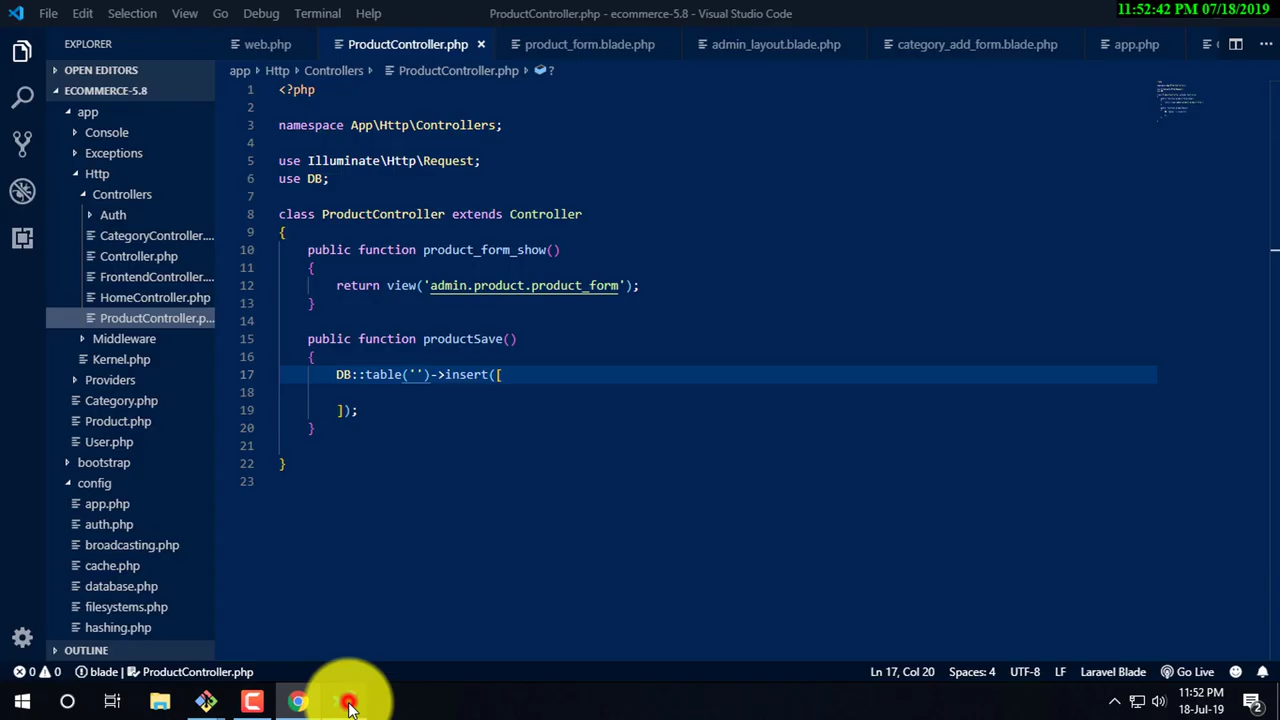 File Edit Selection View Go Debug Terminal Help
ProductController.php - ecommerce-5.8 - Visual Studio Code
11:52:42 PM 07/18/2019
EXPLORER
web.php
ProductController.php ×
product_form.blade.php
admin_layout.blade.php
category_add_form.blade.php
app.php
OPEN EDITORS
ECOMMERCE-5.8
app
Console
Exceptions
Http
Controllers
Auth
CategoryController....
Controller.php
FrontendController....
HomeController.php
ProductController.p...
Middleware
Kernel.php
Providers
Category.php
Product.php
User.php
bootstrap
config
app.php
auth.php
broadcasting.php
cache.php
database.php
filesystems.php
hashing.php
OUTLINE
app > Http > Controllers > ProductController.php > ?
1 <?php
2
3 namespace App\Http\Controllers;
4
5 use Illuminate\Http\Request;
6 use DB;
7
8 class ProductController extends Controller
9 {
10 public function product_form_show()
11 {
12 return view('admin.product.product_form');
13 }
14
15 public function productSave()
16 {
17 DB::table('')->insert([
18
19 ]);
20 }
21
22 }
23
0 0 blade | ProductController.php
Ln 17, Col 20 Spaces: 4 UTF-8 LF Laravel Blade Go Live
11:52 PM
18-Jul-19
2